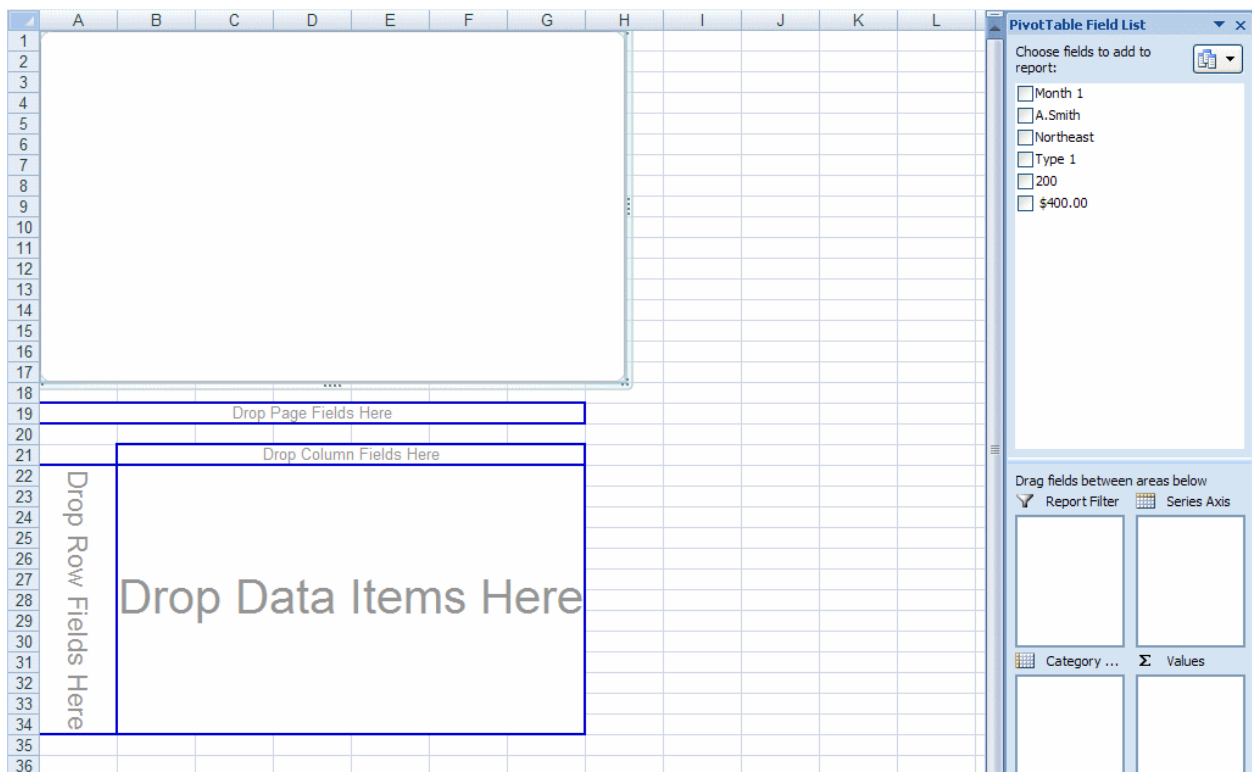 A B C D E F G H I J K L
PivotTable Field List
Choose fields to add to
report:
Month 1
A.Smith
Northeast
Type 1
200
$400.00
1
2
3
4
5
6
7
8
9
10
11
12
13
14
15
16
17
18
19
20
21
22
23
24
25
26
27
28
29
30
31
32
33
34
35
36
Drop Page Fields Here
Drop Column Fields Here
Drop Row Fields Here
Drop Data Items Here
Drag fields between areas below
Report Filter
Series Axis
Category ...
Σ Values